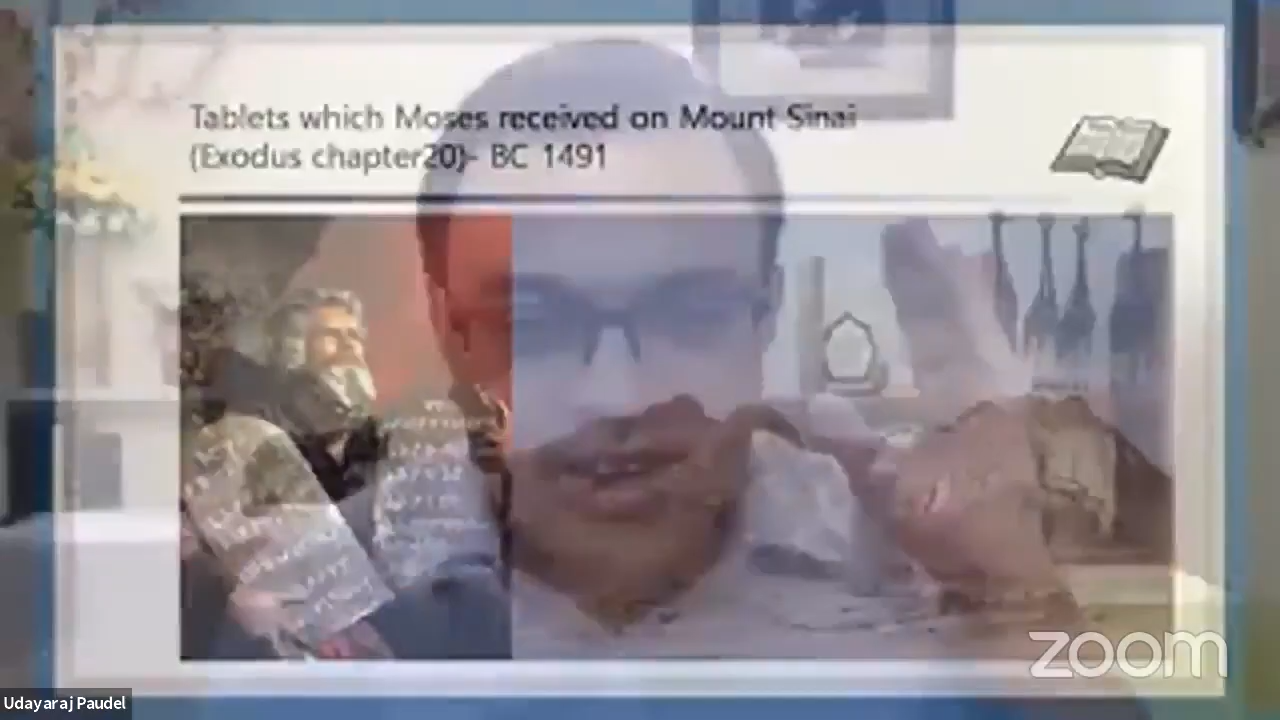 Tablets which Moses received on Mount Sinai
(Exodus chapter20)- BC 1491
zoom
Udayaraj Paudel